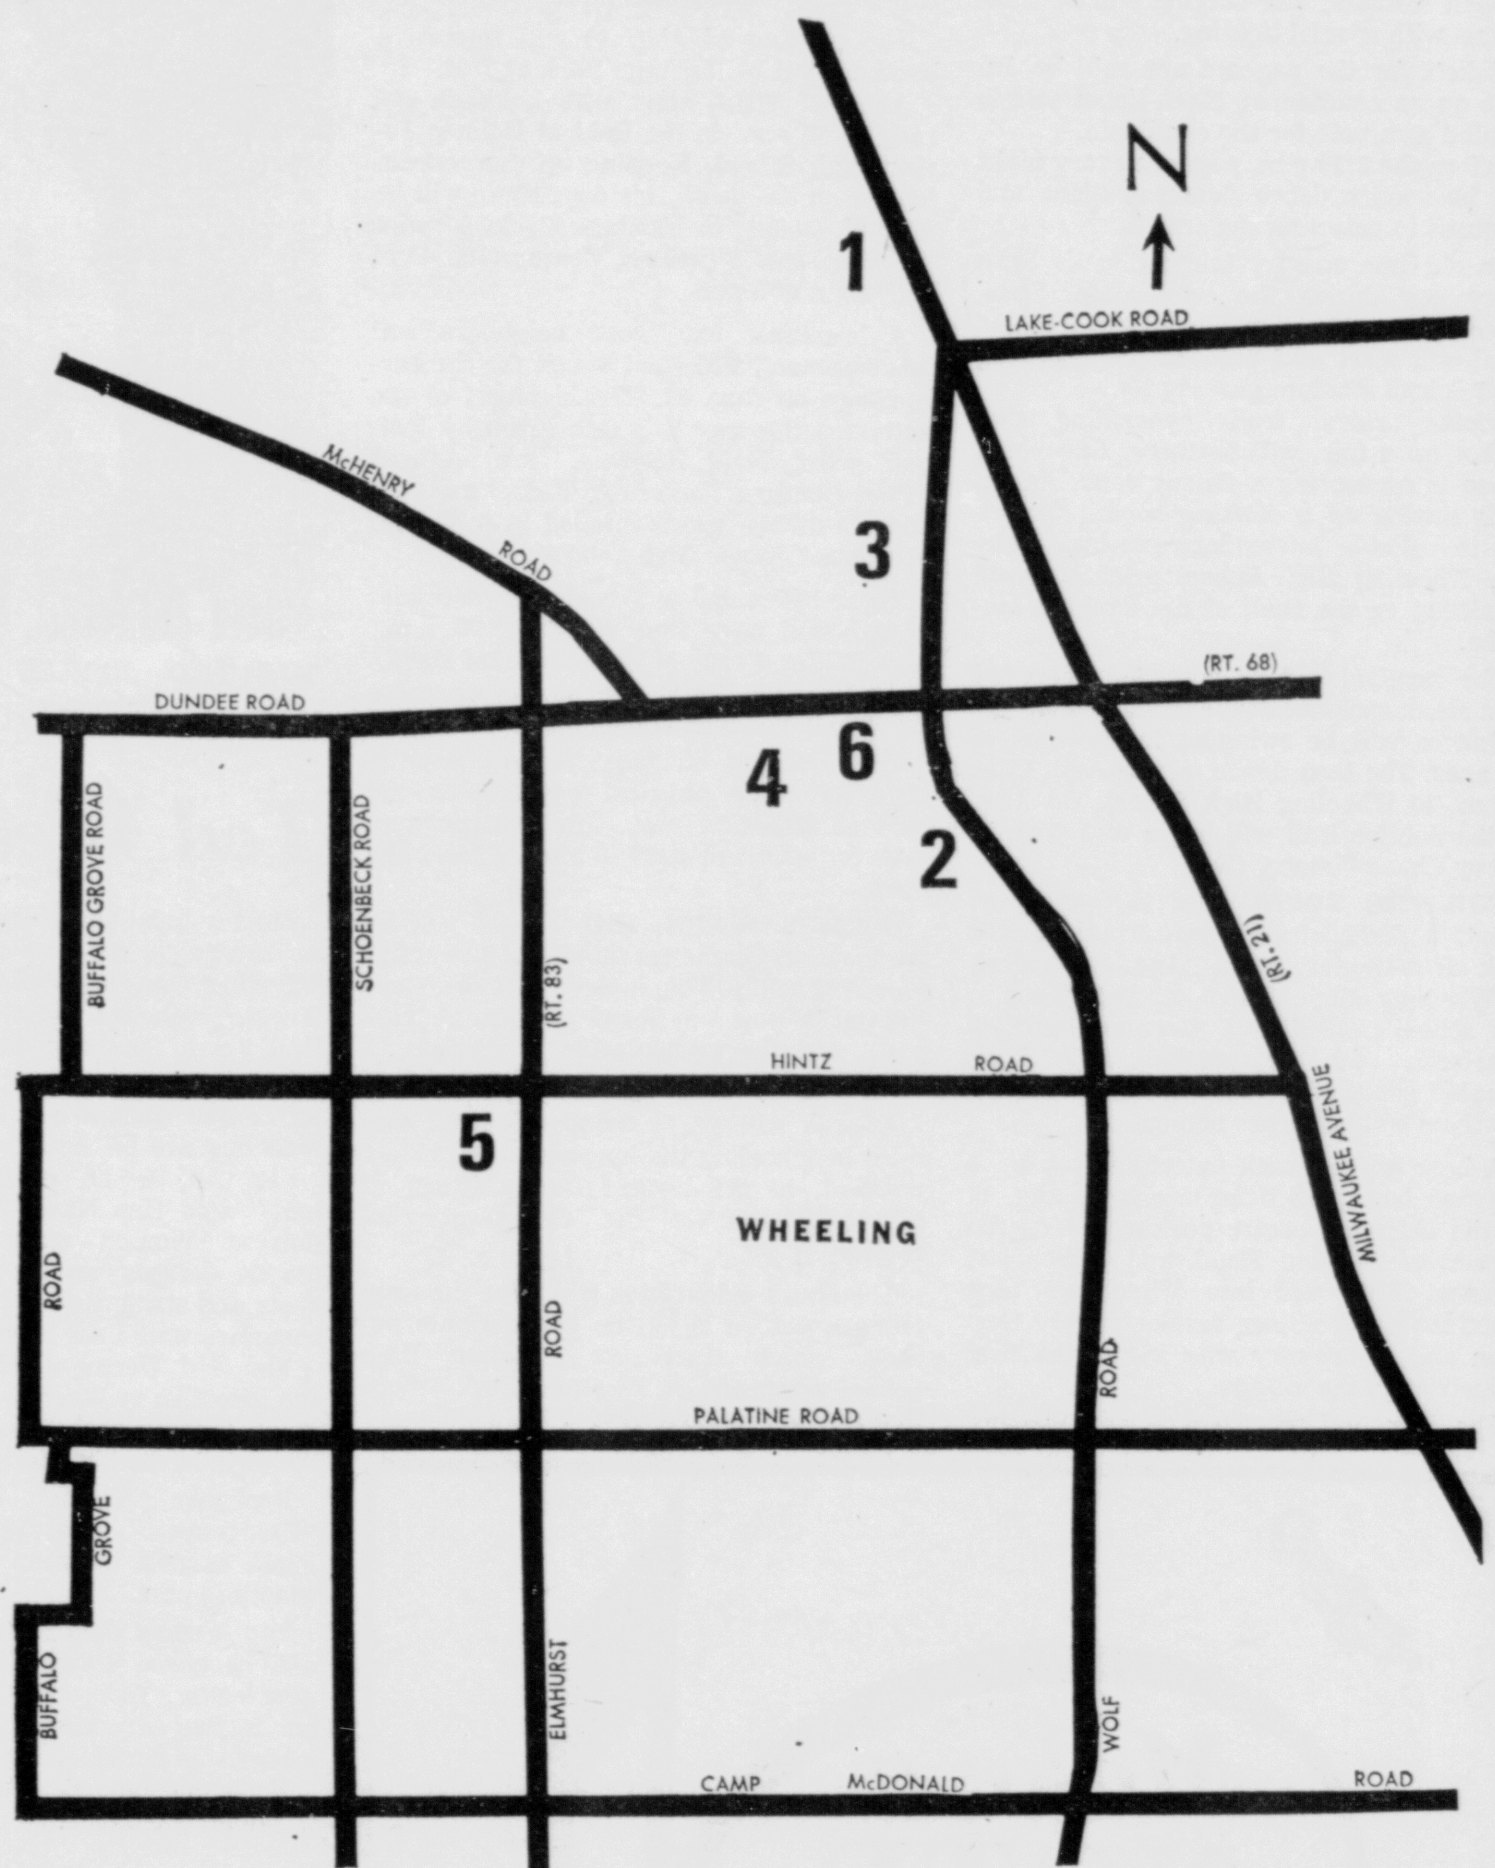 N
1
LAKE-COOK ROAD
McHENRY
ROAD
3
(RT. 68)
DUNDEE ROAD
6
4
2
BUFFALO GROVE ROAD
SCHOENBECK ROAD
(RT. 83)
(RT. 21)
HINTZ ROAD
MILWAUKEE AVENUE
5
WHEELING
ROAD
ROAD
ROAD
PALATINE ROAD
GROVE
BUFFALO
ELMHURST
WOLF
CAMP McDONALD ROAD